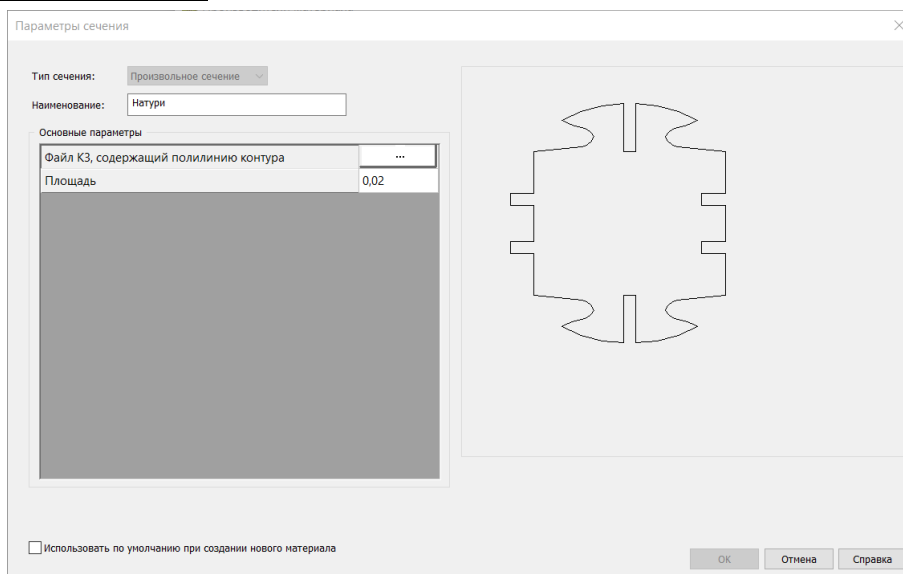 Параметры сечения
Тип сечения:
Произвольное сечение
Наименование:
Натури
Основные параметры
Файл К3, содержащий полилинию контура
...
Площадь
0,02
Использовать по умолчанию при создании нового материала
ОК
Отмена
Справка